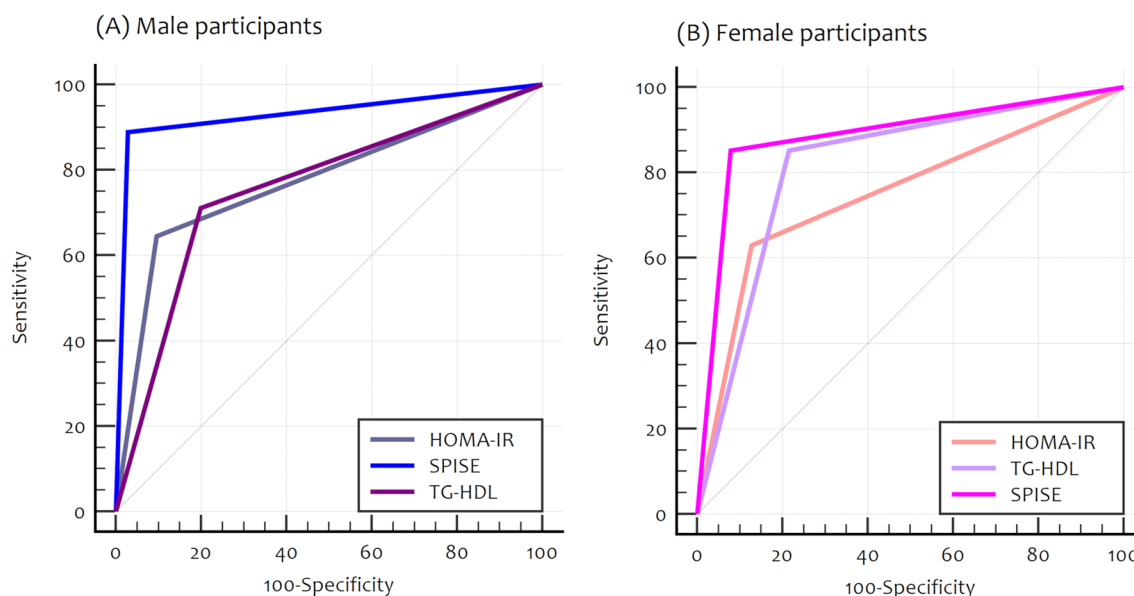 (A) Male participants
100
80
60
40
20
0
Sensitivity
0 20 40 60 80 100
100-Specificity
HOMA-IR
SPISE
TG-HDL
(B) Female participants
100
80
60
40
20
0
Sensitivity
0 20 40 60 80 100
100-Specificity
HOMA-IR
TG-HDL
SPISE